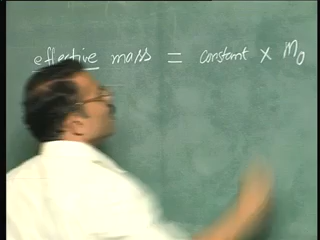 effective mass = constant × m₀